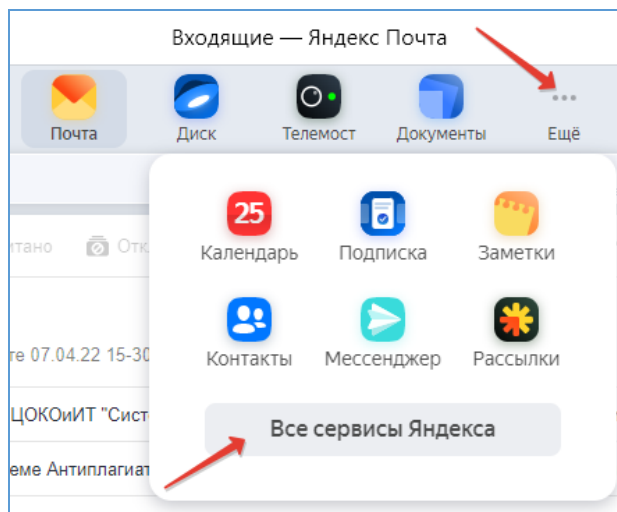 Входящие — Яндекс Почта
Почта Диск Телемост Документы Ещё
25
Календарь Подписка Заметки
Контакты Мессенджер Рассылки
те 07.04.22 15-30
Все сервисы Яндекса
ЦОКОиИТ "Сист
еме Антиплагиат